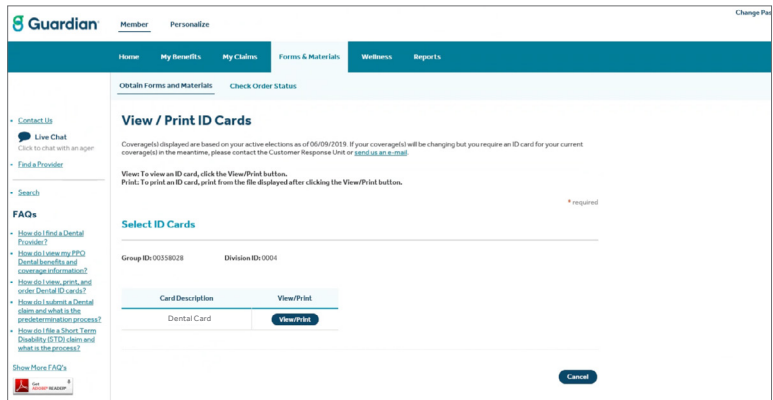 Change Pas
Guardian
Member Personalize
Home My Benefits My Claims Forms & Materials Wellness Reports
Obtain Forms and Materials Check Order Status
Contact Us
Live Chat
Click to chat with an agen
Find a Provider
Search
FAQs
How do I find a Dental
Provider?
How do I view my PPO
Dental benefits and
coverage information?
How do I view, print, and
order Dental ID cards?
How do I submit a Dental
claim and what is the
predetermination process?
How do I file a Short Term
Disability (STD) claim and
what is the process?
Show More FAQ's
Get
ADOBE® READER®
View / Print ID Cards
Coverage(s) displayed are based on your active elections as of 06/09/2019. If your coverage(s) will be changing but you require an ID card for your current
coverage(s) in the meantime, please contact the Customer Response Unit or send us an e-mail.
View: To view an ID card, click the View/Print button.
Print: To print an ID card, print from the file displayed after clicking the View/Print button.
* required
Select ID Cards
Group ID: 00358028 Division ID: 0004
Card Description View/Print
Dental Card View/Print
Cancel